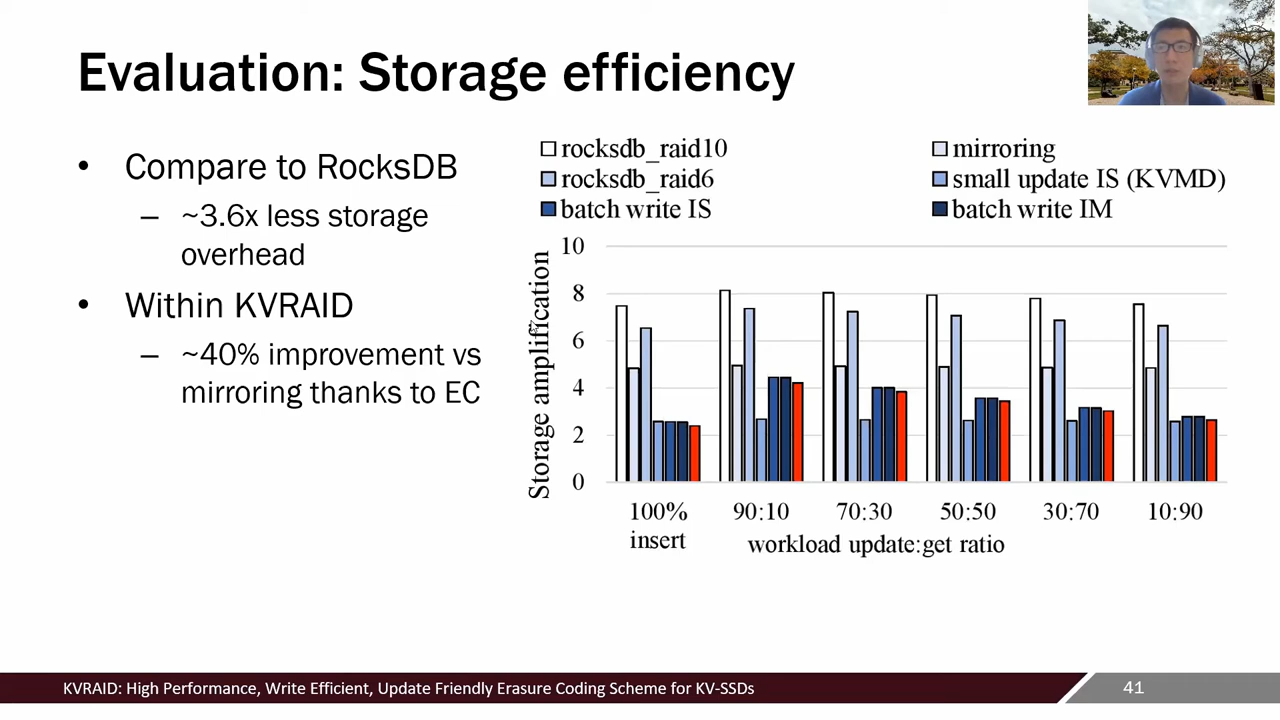 Evaluation: Storage efficiency
• Compare to RocksDB
– ~3.6x less storage
overhead
• Within KVRAID
– ~40% improvement vs
mirroring thanks to EC
rocksdb_raid10
mirroring
rocksdb_raid6
small update IS (KVMD)
batch write IS
batch write IM
Storage amplification
10
8
6
4
2
0
100%
insert
90:10
70:30
50:50
30:70
10:90
workload update:get ratio
KVRAID: High Performance, Write Efficient, Update Friendly Erasure Coding Scheme for KV-SSDs
41